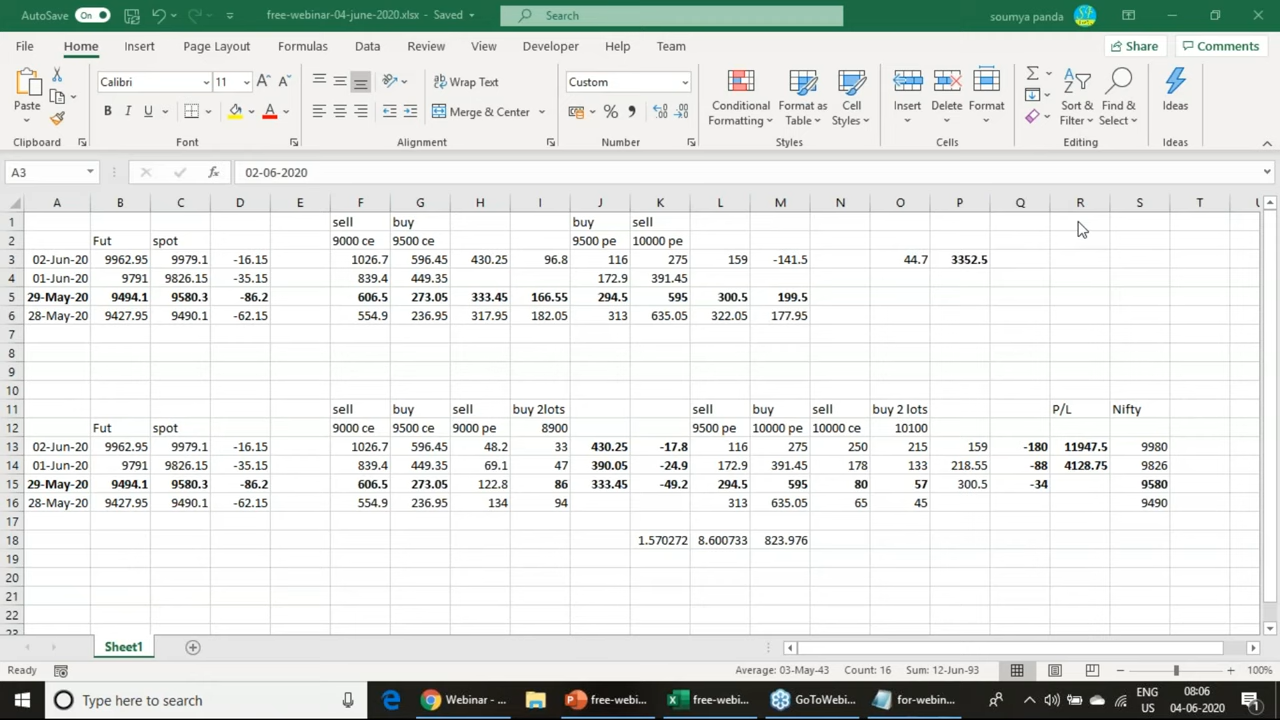 AutoSave On free-webinar-04-june-2020.xlsx - Saved Search soumya panda
File Home Insert Page Layout Formulas Data Review View Developer Help Team Share Comments
Paste Calibri 11 A A Wrap Text Custom Conditional Formatting Format as Table Cell Styles Insert Delete Format Sort & Filter Find & Select Ideas
B I U A Merge & Center %
Clipboard Font Alignment Number Styles Cells Editing Ideas
A3 fx 02-06-2020
A B C D E F G H I J K L M N O P Q R S T U
1 sell buy buy sell
2 Fut spot 9000 ce 9500 ce 9500 pe 10000 pe
3 02-Jun-20 9962.95 9979.1 -16.15 1026.7 596.45 430.25 96.8 116 275 159 -141.5 44.7 3352.5
4 01-Jun-20 9791 9826.15 -35.15 839.4 449.35 172.9 391.45
5 29-May-20 9494.1 9580.3 -86.2 606.5 273.05 333.45 166.55 294.5 595 300.5 199.5
6 28-May-20 9427.95 9490.1 -62.15 554.9 236.95 317.95 182.05 313 635.05 322.05 177.95
7
8
9
10
11 sell buy sell buy 2lots sell buy sell buy 2 lots P/L Nifty
12 Fut spot 9000 ce 9500 ce 9000 pe 8900 9500 pe 10000 pe 10000 ce 10100
13 02-Jun-20 9962.95 9979.1 -16.15 1026.7 596.45 48.2 33 430.25 -17.8 116 275 250 215 159 -180 11947.5 9980
14 01-Jun-20 9791 9826.15 -35.15 839.4 449.35 69.1 47 390.05 -24.9 172.9 391.45 178 133 218.55 -88 4128.75 9826
15 29-May-20 9494.1 9580.3 -86.2 606.5 273.05 122.8 86 333.45 -49.2 294.5 595 80 57 300.5 -34 9580
16 28-May-20 9427.95 9490.1 -62.15 554.9 236.95 134 94 313 635.05 65 45 9490
17
18 1.570272 8.600733 823.976
19
20
21
22
23
Sheet1
Ready Average: 03-May-43 Count: 16 Sum: 12-Jun-93 100%
Type here to search Webinar - ... free-webi... free-webi... GoToWebi... for-webin... ENG US 08:06 04-06-2020 1